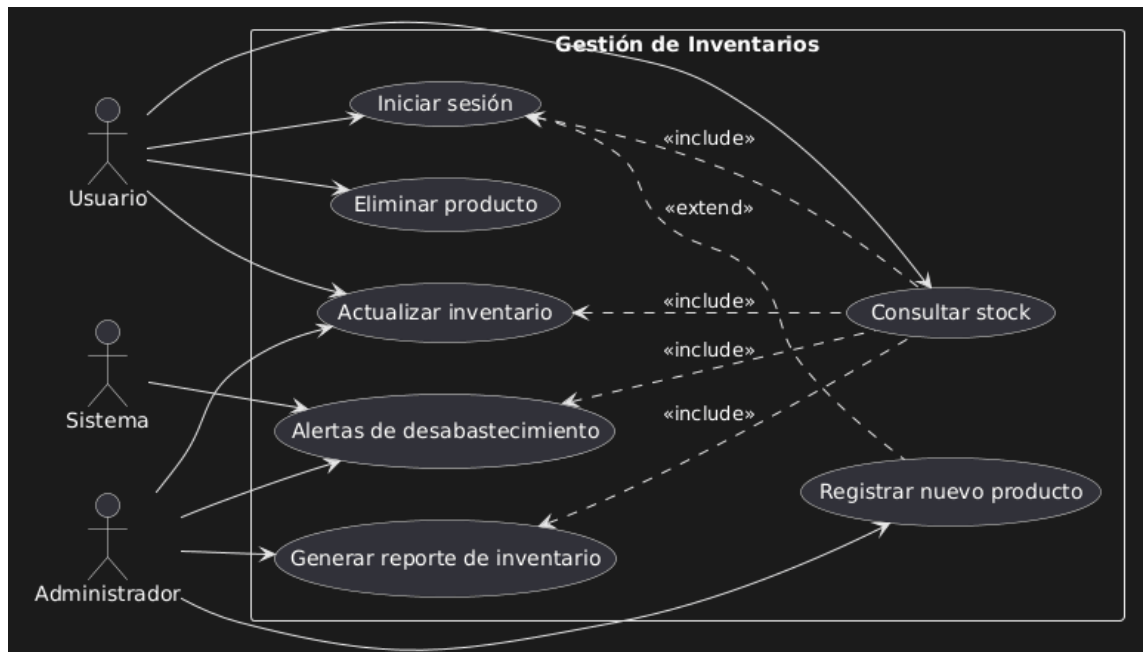 Gestión de Inventarios
Iniciar sesión
«include»
Usuario
Eliminar producto
«extend»
Actualizar inventario
«include»
Consultar stock
«include»
Sistema
Alertas de desabastecimiento
«include»
Registrar nuevo producto
Generar reporte de inventario
Administrador